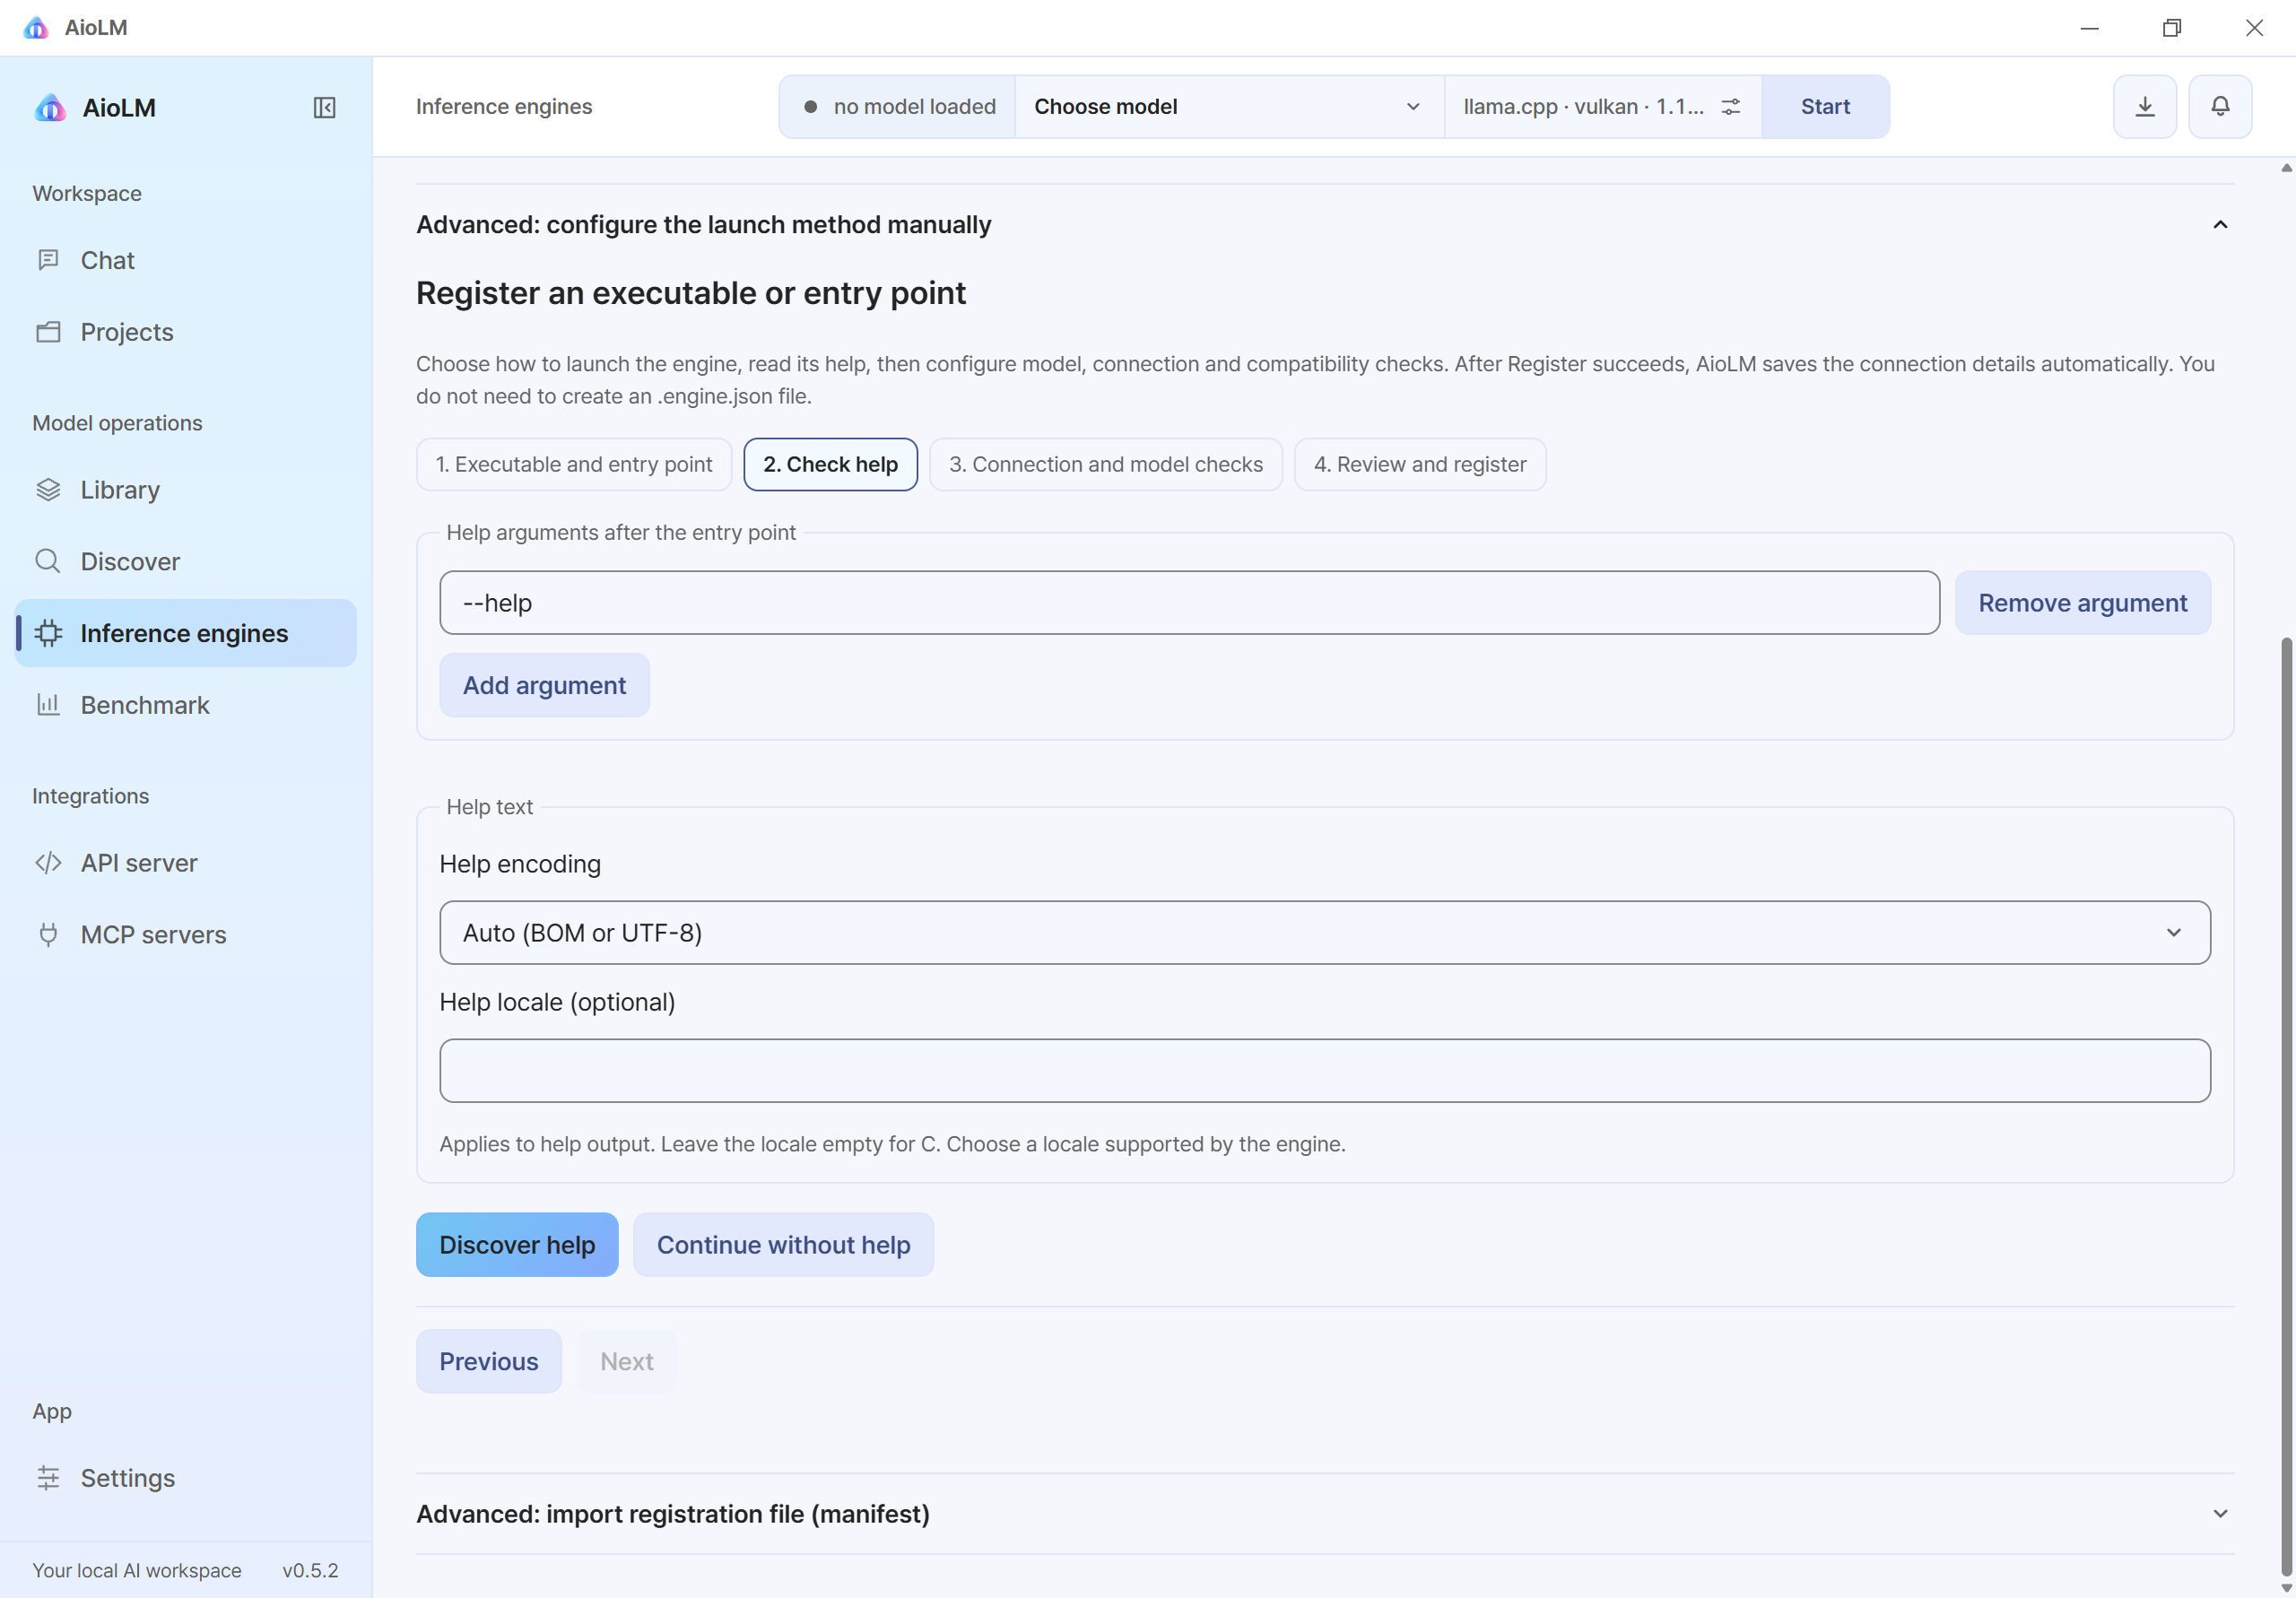 AioLM
AioLM
Inference engines
no model loaded
Choose model
llama.cpp · vulkan · 1.1...
Start
Workspace
Chat
Projects
Model operations
Library
Discover
Inference engines
Benchmark
Integrations
API server
MCP servers
App
Settings
Your local AI workspace v0.5.2
Advanced: configure the launch method manually
Register an executable or entry point
Choose how to launch the engine, read its help, then configure model, connection and compatibility checks. After Register succeeds, AioLM saves the connection details automatically. You
do not need to create an .engine.json file.
1. Executable and entry point
2. Check help
3. Connection and model checks
4. Review and register
Help arguments after the entry point
--help
Remove argument
Add argument
Help text
Help encoding
Auto (BOM or UTF-8)
Help locale (optional)
Applies to help output. Leave the locale empty for C. Choose a locale supported by the engine.
Discover help
Continue without help
Previous
Next
Advanced: import registration file (manifest)